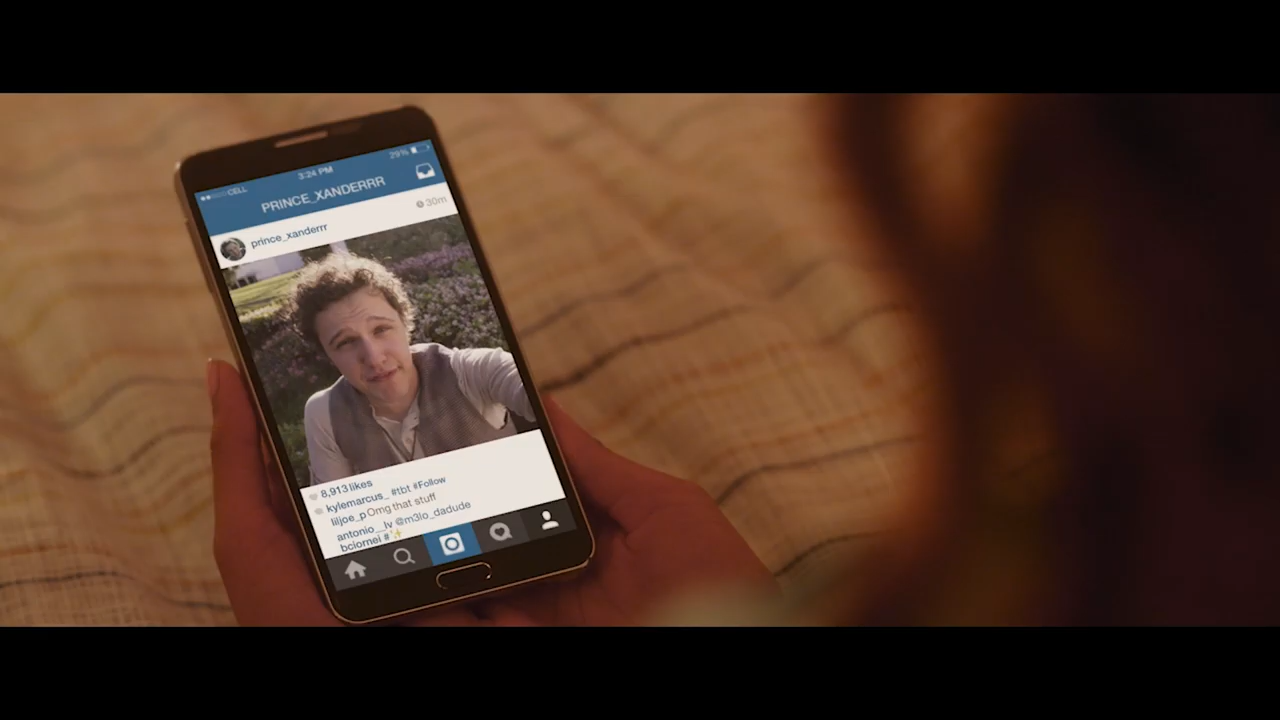 CELL 3:24 PM 29%
PRINCE_XANDERRR
prince_xanderrr 30m
8,913 likes
kylemarcus_ #tbt #Follow
liljoe_p Omg that stuff
antonio__lv @m3lo_dadude
bciornei #✨